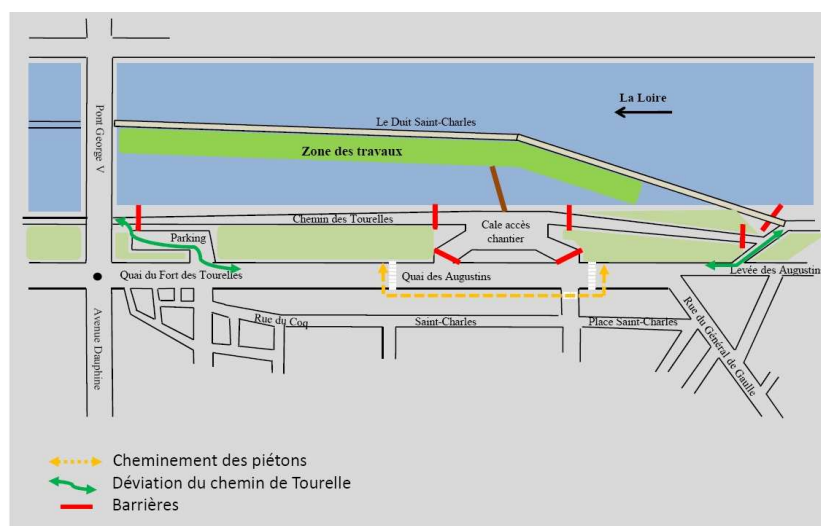 Pont George V
La Loire
Le Duit Saint-Charles
Zone des travaux
Chemin des Tourelles
Parking
Cale accès
chantier
Quai du Fort des Tourelles
Quai des Augustins
Levée des Augustin
Avenue Dauphine
Rue du Coq
Saint-Charles
Place Saint-Charles
Rue du Général de
Gaulle
Cheminement des piétons
Déviation du chemin de Tourelle
Barrières